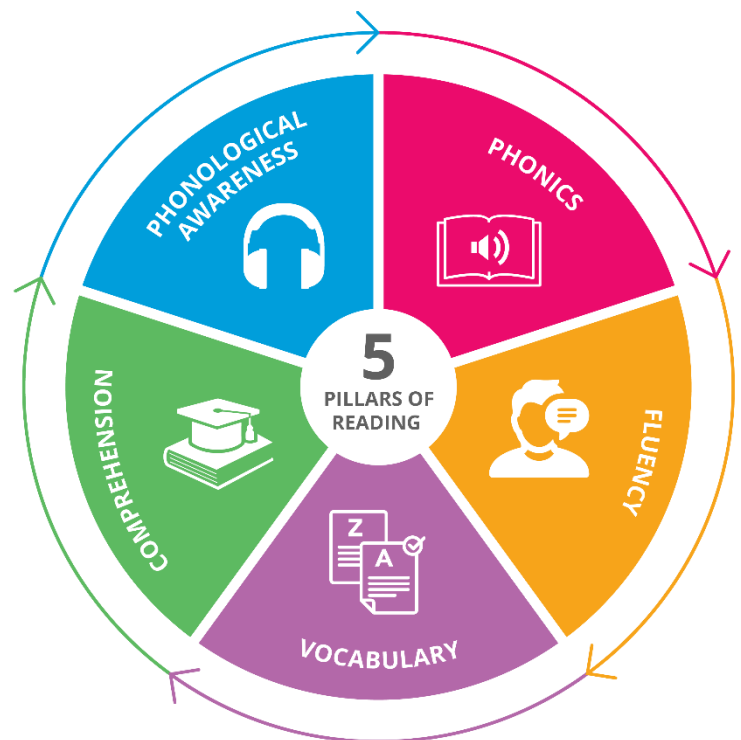 PHONOLOGICAL
AWARENESS
PHONICS
FLUENCY
VOCABULARY
Z
A
COMPREHENSION
5
PILLARS OF
READING